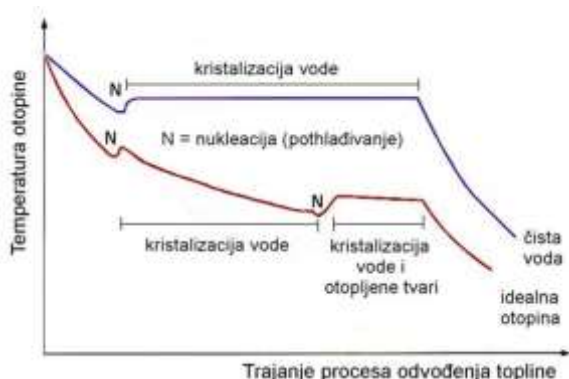 Temperatura otopine
kristalizacija vode
N
N = nukleacija (pothlađivanje)
N
N
kristalizacija vode
kristalizacija
vode i
otopljene tvari
čista
voda
idealna
otopina
Trajanje procesa odvođenja topline